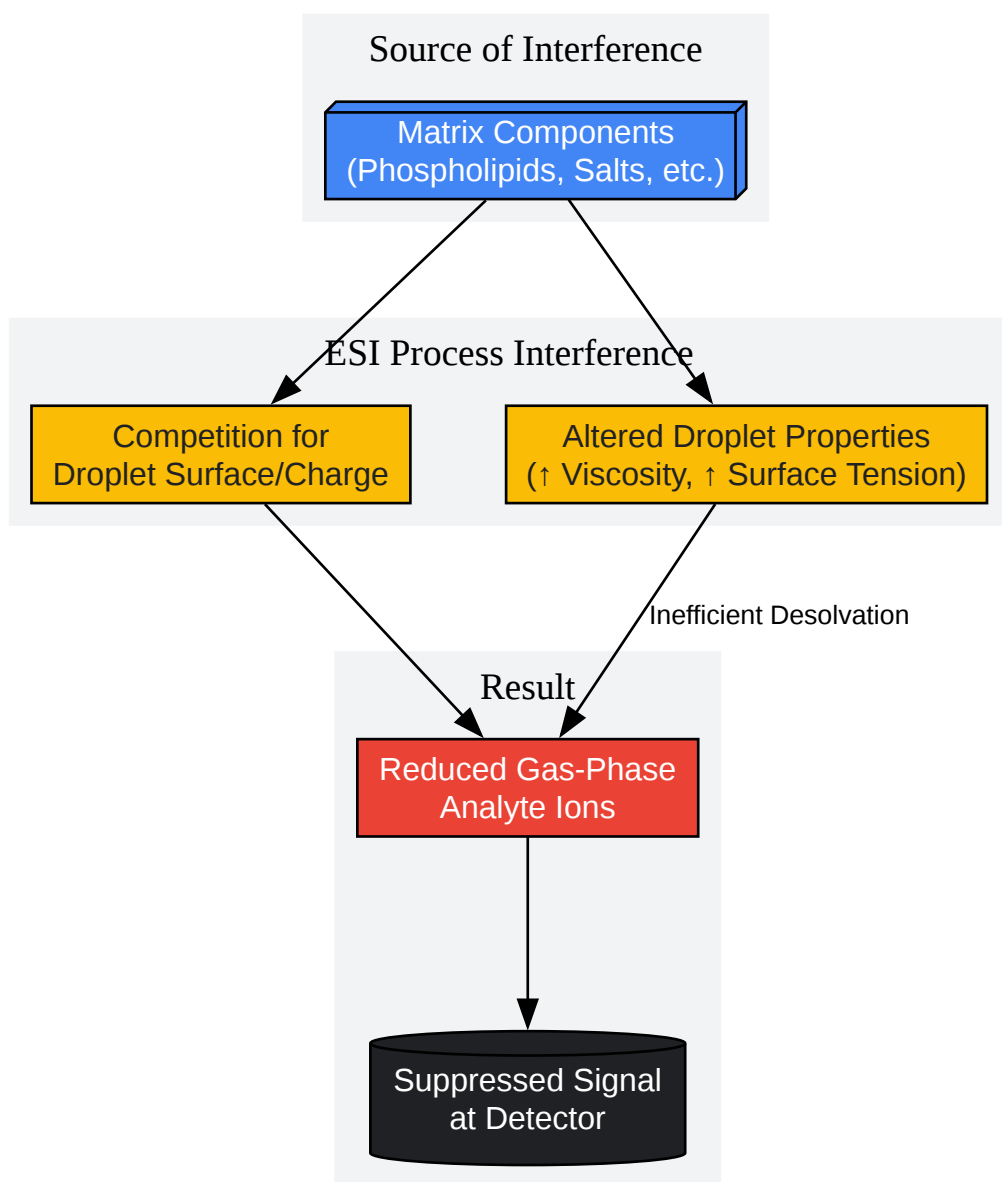 Source of Interference
Matrix Components
(Phospholipids, Salts, etc.)
ESI Process Interference
Competition for
Droplet Surface/Charge
Altered Droplet Properties
(↑ Viscosity, ↑ Surface Tension)
Inefficient Desolvation
Result
Reduced Gas-Phase
Analyte Ions
Suppressed Signal
at Detector